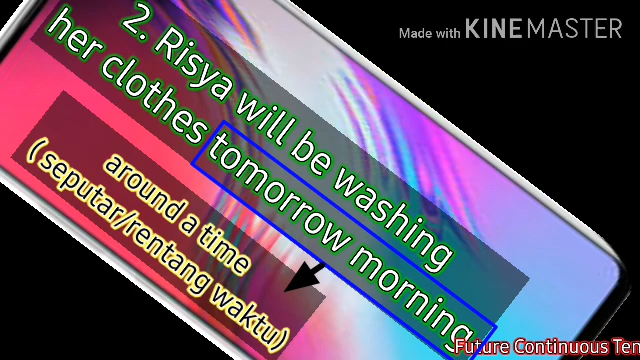 Made with KINEMASTER
2. Risya will be washing
her clothes tomorrow morning
around a time
( seputar/rentang waktu)
Future Continuous Ten